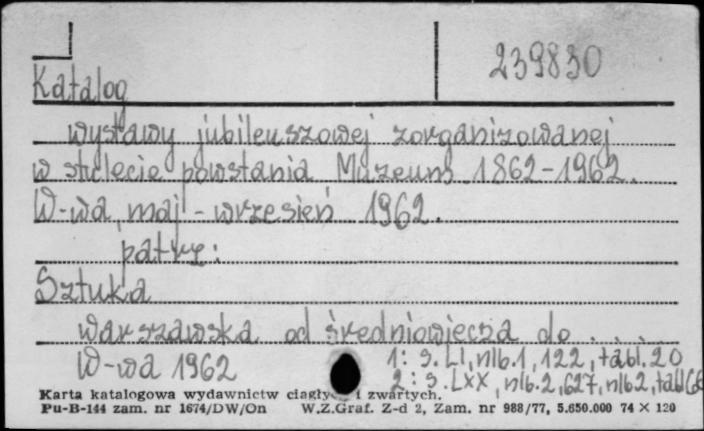 239830
Katalog
wystawy jubileuszowej zorganizowanej
w stulecie powstania Muzeum 1862-1962.
W-wa, maj - wrzesień 1962.
patrz:
Sztuka
warszawska od średniowiecza do . . .
W-wa 1962
1: s. LI, nlb. 1, 122, tabl. 20
2: s. LXX, nlb. 2, 627, nlb 2, tabl
Karta katalogowa wydawnictw ciągłych i zwartych.
Pu-B-144 zam. nr 1674/DW/On W.Z.Graf. Z-d 2, Zam. nr 988/77, 5.650.000 74 × 120